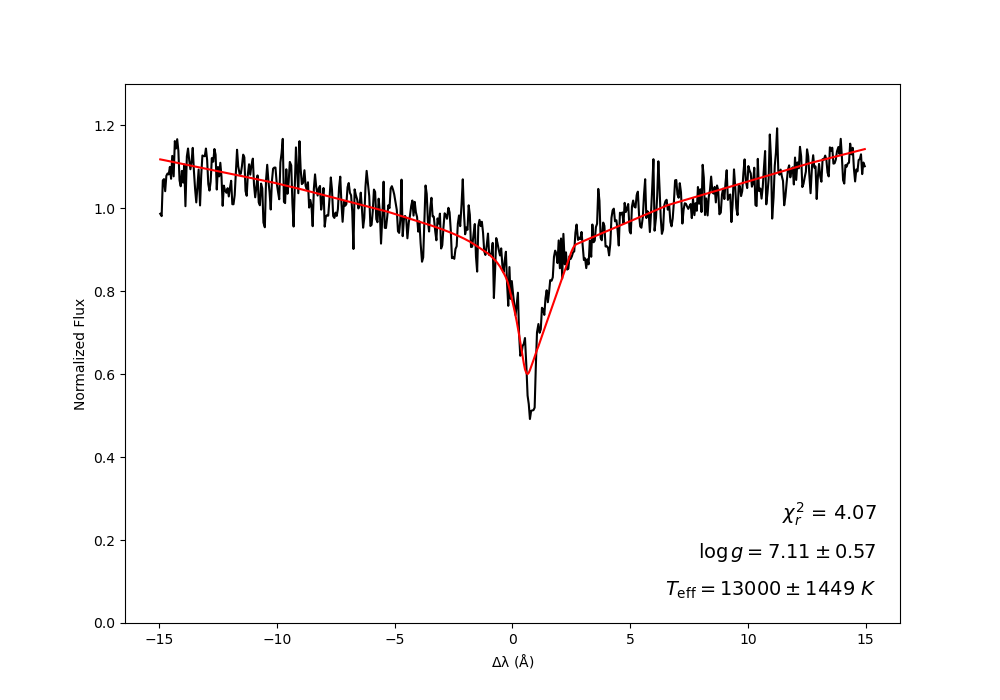 1.2
1.0
0.8
0.6
0.4
0.2
0.0
Normalized Flux
χ²ᵣ = 4.07
log g = 7.11 ± 0.57
T_eff = 13000 ± 1449 K
−15 −10 −5 0 5 10 15
Δλ (Å)